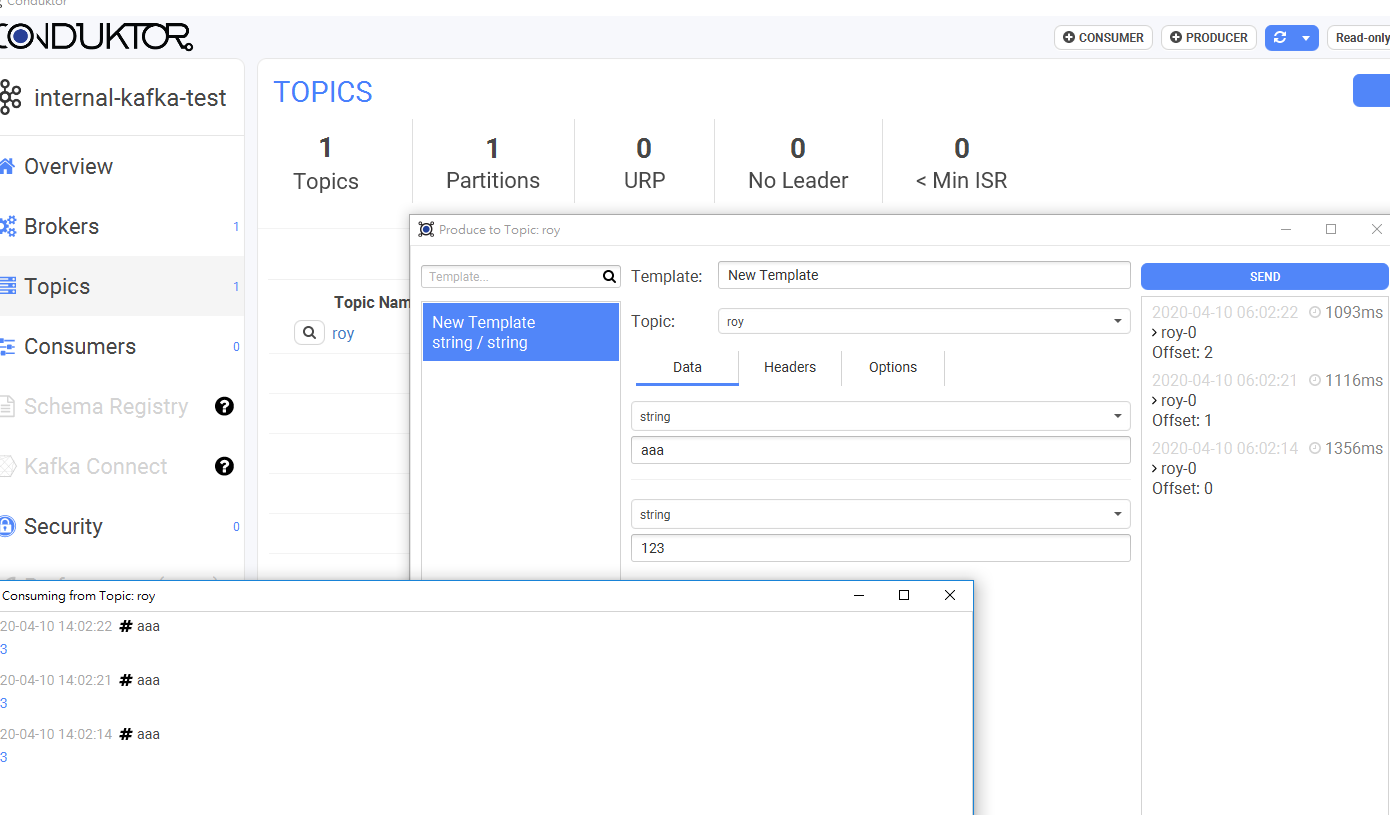 Conduktor
CONDUKTOR
CONSUMER
PRODUCER
Read-only
internal-kafka-test
Overview
Brokers 1
Topics 1
Consumers 0
Schema Registry
Kafka Connect
Security 0
TOPICS
1 Topics
1 Partitions
0 URP
0 No Leader
0 < Min ISR
Topic Nam
roy
Produce to Topic: roy
Template...
New Template
string / string
Template: New Template
Topic: roy
Data Headers Options
string
aaa
string
123
SEND
2020-04-10 06:02:22 1093ms
> roy-0
Offset: 2
2020-04-10 06:02:21 1116ms
> roy-0
Offset: 1
2020-04-10 06:02:14 1356ms
> roy-0
Offset: 0
Consuming from Topic: roy
20-04-10 14:02:22 # aaa
3
20-04-10 14:02:21 # aaa
3
20-04-10 14:02:14 # aaa
3